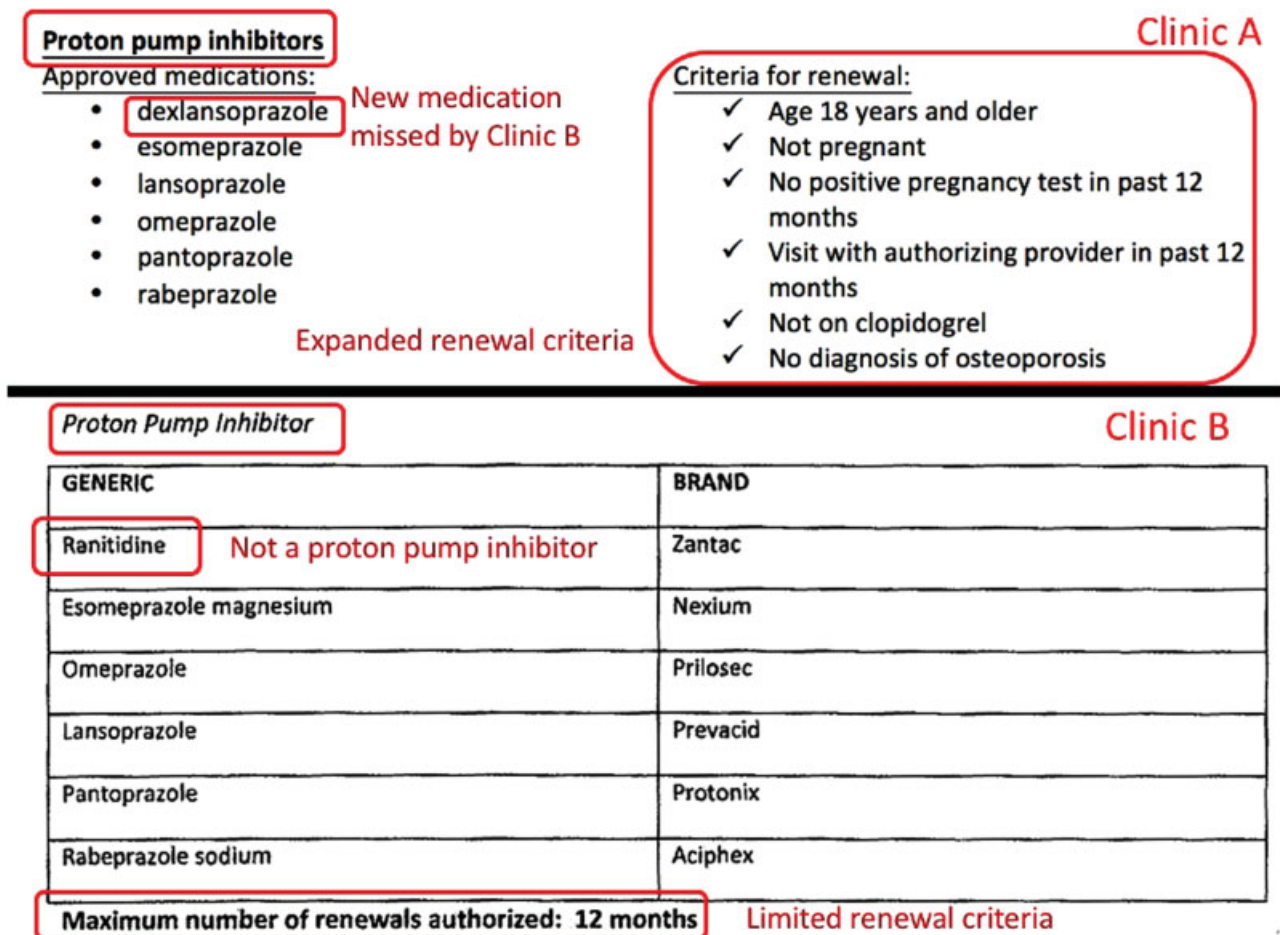 Clinic A
Proton pump inhibitors
Approved medications:
• dexlansoprazole
New medication
missed by Clinic B
• esomeprazole
• lansoprazole
• omeprazole
• pantoprazole
• rabeprazole
Expanded renewal criteria
Criteria for renewal:
✓ Age 18 years and older
✓ Not pregnant
✓ No positive pregnancy test in past 12
months
✓ Visit with authorizing provider in past 12
months
✓ Not on clopidogrel
✓ No diagnosis of osteoporosis
Proton Pump Inhibitor
Clinic B
GENERIC BRAND
Ranitidine Not a proton pump inhibitor Zantac
Esomeprazole magnesium Nexium
Omeprazole Prilosec
Lansoprazole Prevacid
Pantoprazole Protonix
Rabeprazole sodium Aciphex
Maximum number of renewals authorized: 12 months Limited renewal criteria